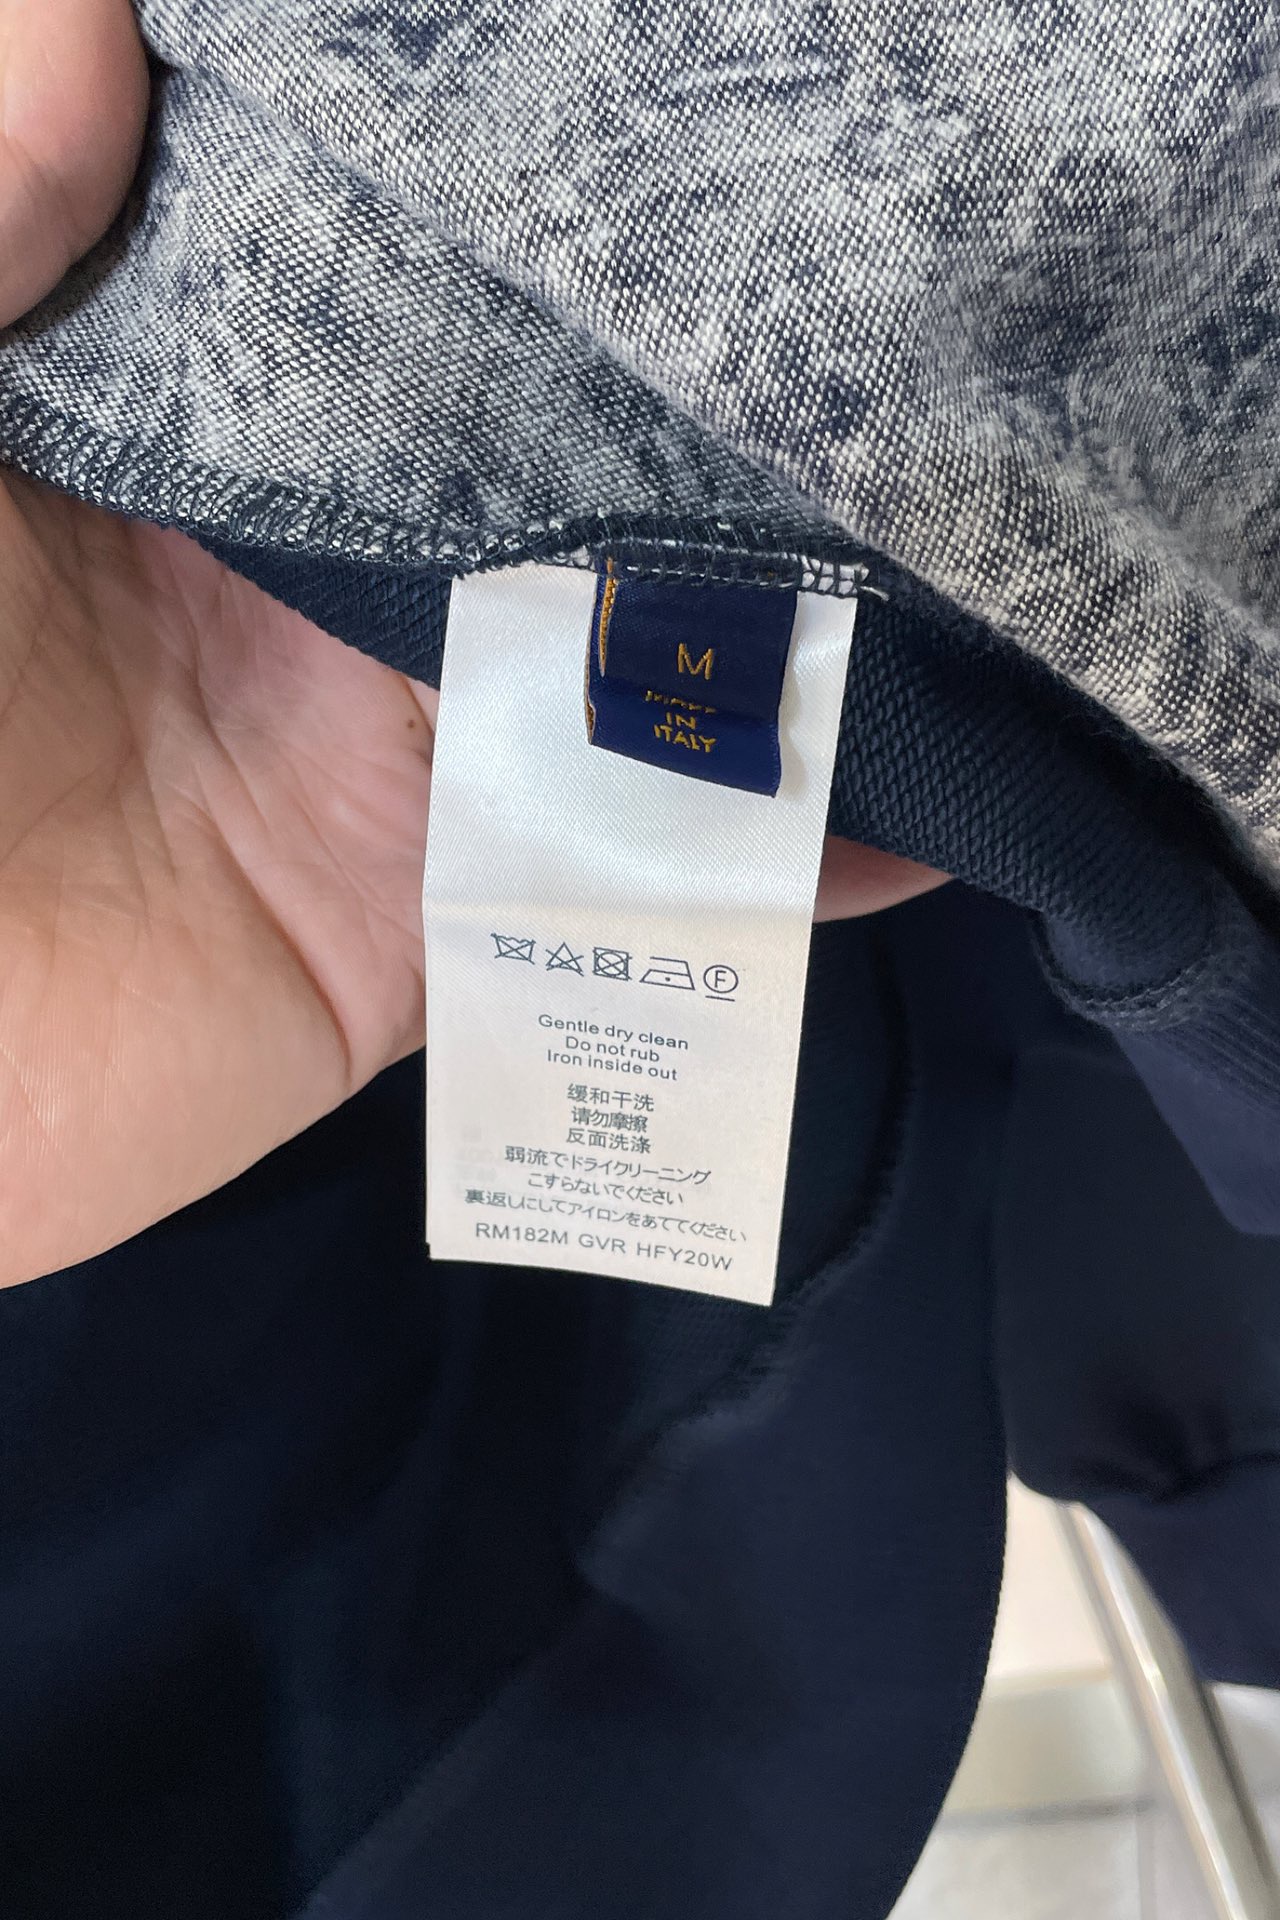 M
MADE
IN
ITALY
F
Gentle dry clean
Do not rub
Iron inside out
缓和干洗
请勿摩擦
反面洗涤
弱流でドライクリーニング
こすらないでください
裏返しにしてアイロンをあててください
RM182M GVR HFY20W